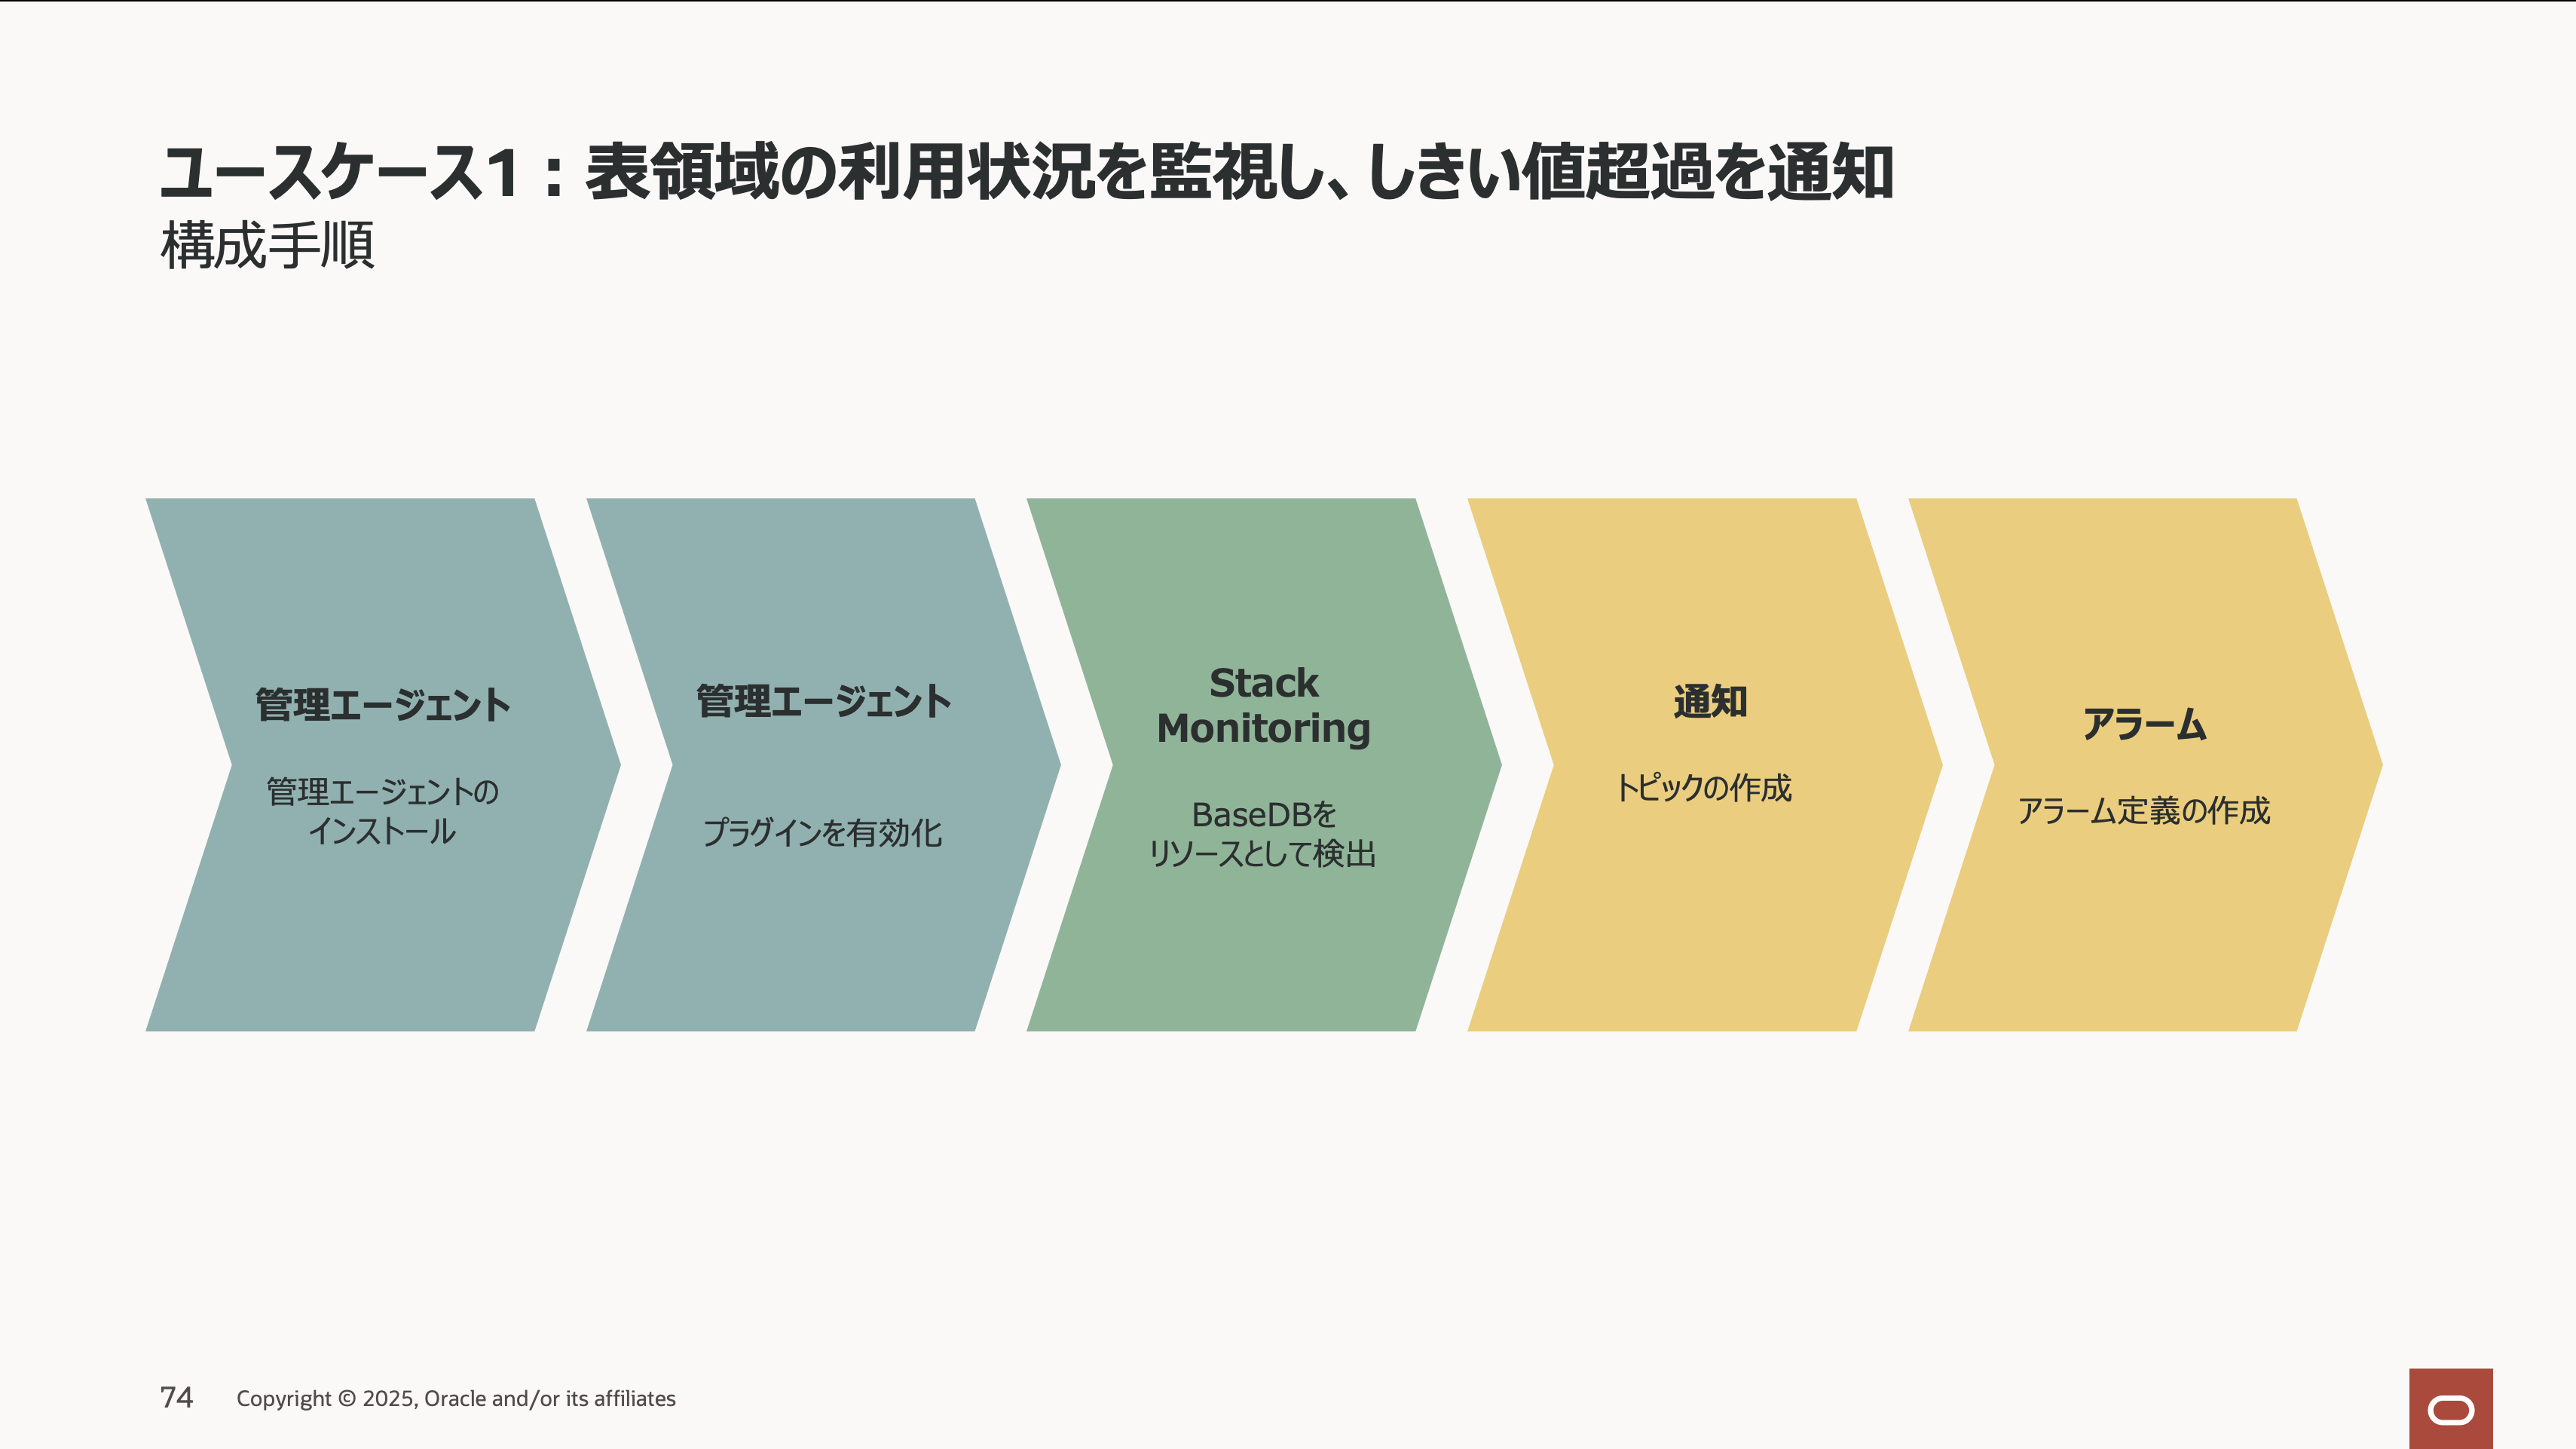 ユースケース1：表領域の利用状況を監視し、しきい値超過を通知
構成手順
管理エージェント
管理エージェントの
インストール
管理エージェント
プラグインを有効化
Stack
Monitoring
BaseDBを
リソースとして検出
通知
トピックの作成
アラーム
アラーム定義の作成
74
Copyright © 2025, Oracle and/or its affiliates